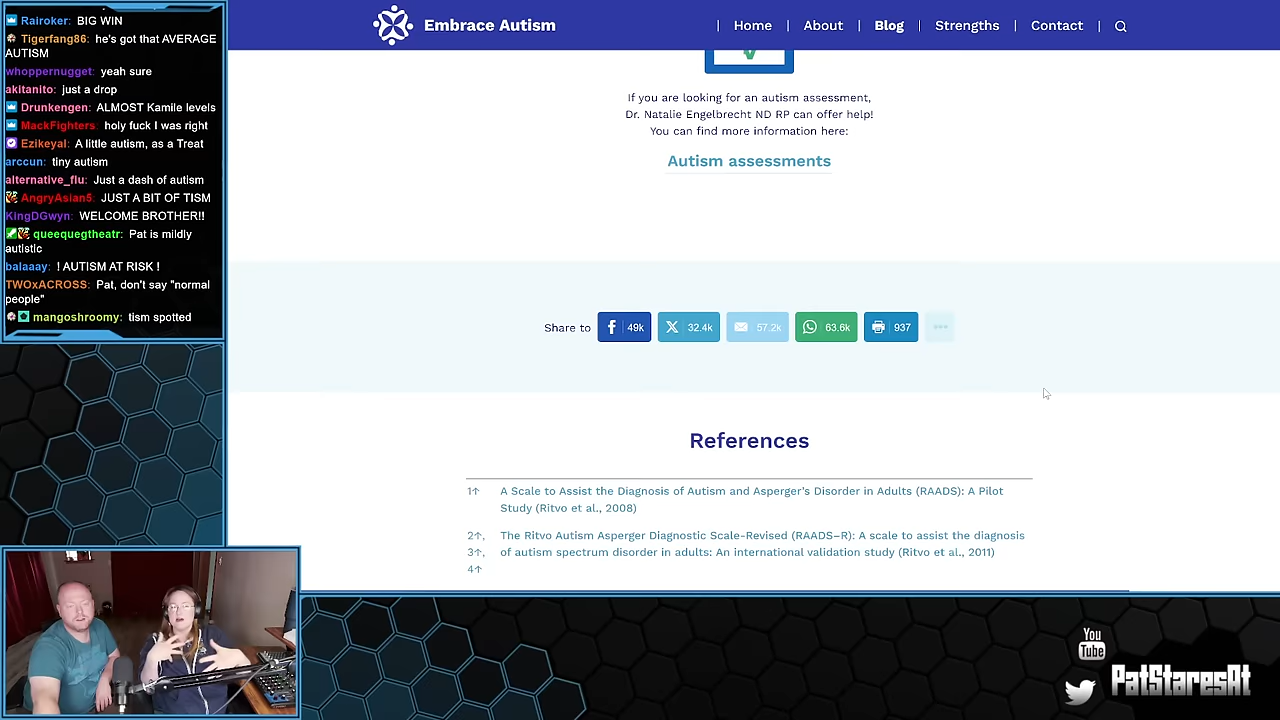 Rairoker: BIG WIN
Tigerfang86: he's got that AVERAGE
AUTISM
whoppernugget: yeah sure
akitanito: just a drop
Drunkengen: ALMOST Kamile levels
MackFighters: holy fuck I was right
Ezikeyal: A little autism, as a Treat
arccun: tiny autism
alternative_flu: Just a dash of autism
AngryAsian5: JUST A BIT OF TISM
KingDGwyn: WELCOME BROTHER!!
queequegtheatr: Pat is mildly
autistic
balaaay: ! AUTISM AT RISK !
TWOxACROSS: Pat, don't say "normal
people"
mangoshroomy: tism spotted
Embrace Autism
Home | About | Blog | Strengths | Contact
If you are looking for an autism assessment,
Dr. Natalie Engelbrecht ND RP can offer help!
You can find more information here:
Autism assessments
Share to 49k 32.4k 57.2k 63.6k 937
References
1↑ A Scale to Assist the Diagnosis of Autism and Asperger's Disorder in Adults (RAADS): A Pilot
Study (Ritvo et al., 2008)
2↑, The Ritvo Autism Asperger Diagnostic Scale-Revised (RAADS–R): A scale to assist the diagnosis
3↑, of autism spectrum disorder in adults: An international validation study (Ritvo et al., 2011)
4↑
You
Tube
PatStaresAt